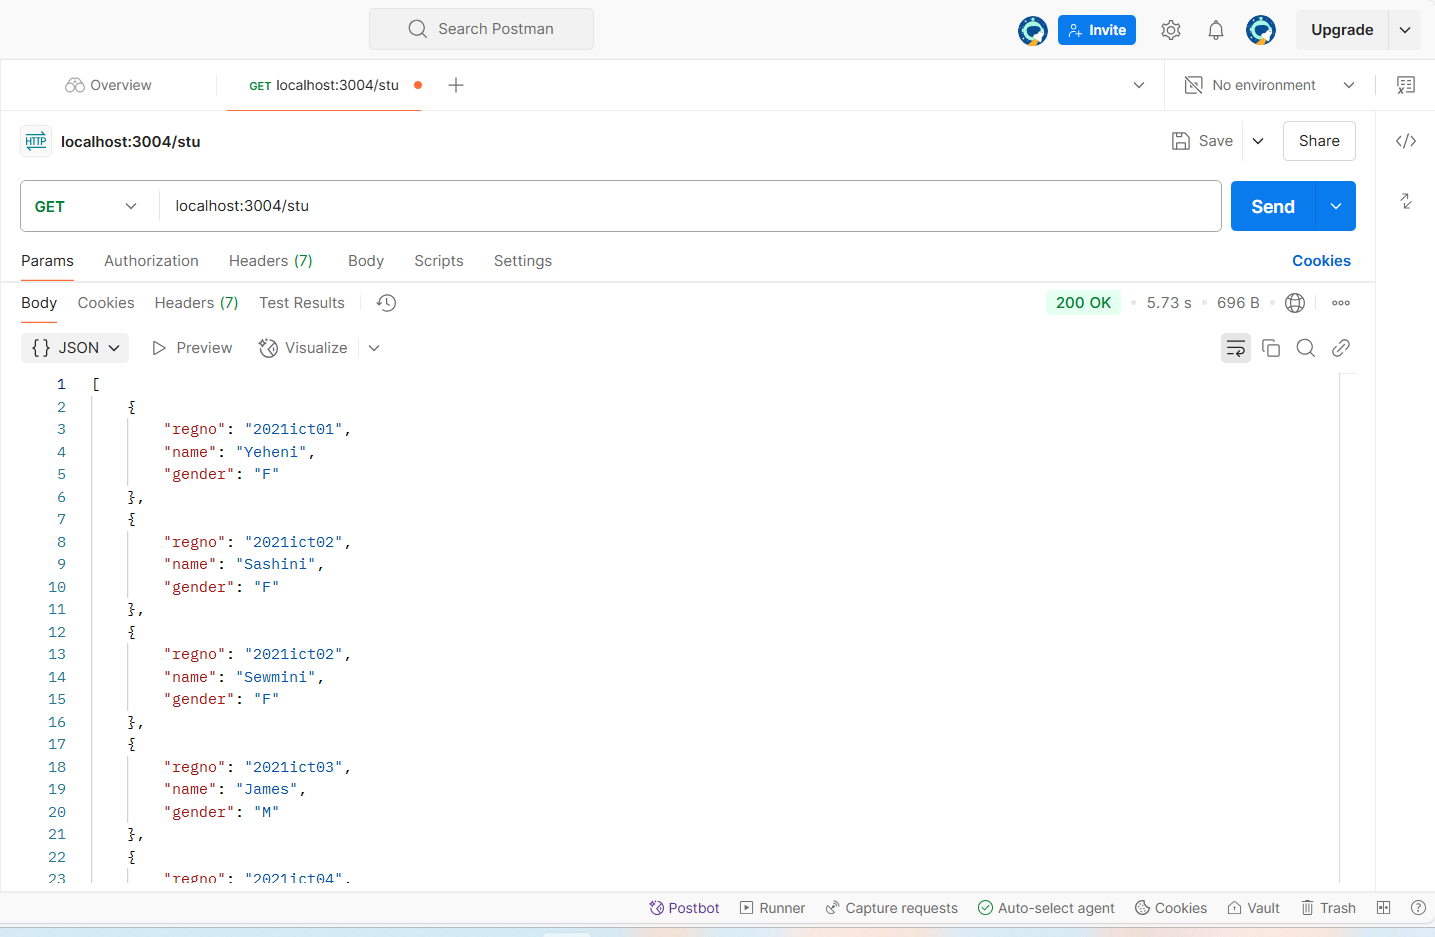 Search Postman
Invite
Upgrade
Overview
GET localhost:3004/stu
No environment
HTTP localhost:3004/stu
Save
Share
GET
localhost:3004/stu
Send
Params Authorization Headers (7) Body Scripts Settings
Cookies
Body Cookies Headers (7) Test Results
200 OK 5.73 s 696 B
{} JSON Preview Visualize
1 [
2 {
3 "regno": "2021ict01",
4 "name": "Yeheni",
5 "gender": "F"
6 },
7 {
8 "regno": "2021ict02",
9 "name": "Sashini",
10 "gender": "F"
11 },
12 {
13 "regno": "2021ict02",
14 "name": "Sewmini",
15 "gender": "F"
16 },
17 {
18 "regno": "2021ict03",
19 "name": "James",
20 "gender": "M"
21 },
22 {
23 "regno": "2021ict04",
Postbot Runner Capture requests Auto-select agent Cookies Vault Trash